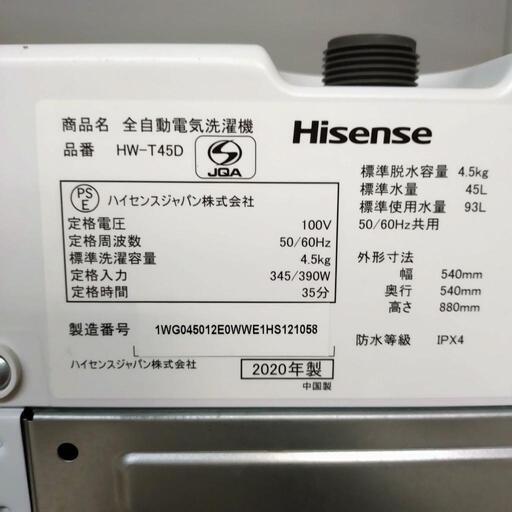 商品名 全自動電気洗濯機
品番 HW-T45D
S
JQA
Hisense
PS
E
ハイセンスジャパン株式会社
定格電圧 100V
定格周波数 50/60Hz
標準洗濯容量 4.5kg
定格入力 345/390W
定格時間 35分
標準脱水容量 4.5kg
標準水量 45L
標準使用水量 93L
50/60Hz共用
外形寸法
幅 540mm
奥行 540mm
高さ 880mm
防水等級 IPX4
製造番号 1WG045012E0WWE1HS121058
ハイセンスジャパン株式会社
2020年製
中国製